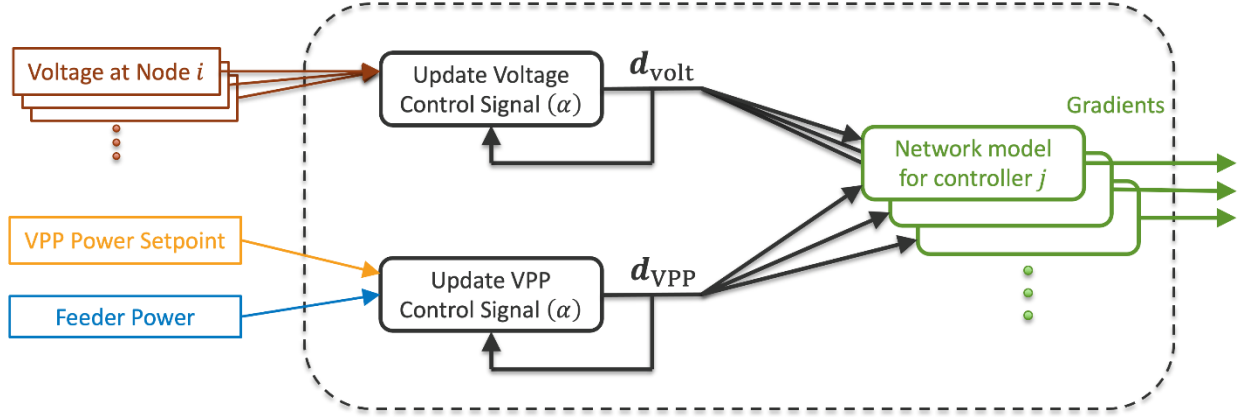 Voltage at Node i
Update Voltage
Control Signal (α)
d_volt
Gradients
Network model
for controller j
VPP Power Setpoint
Feeder Power
Update VPP
Control Signal (α)
d_VPP